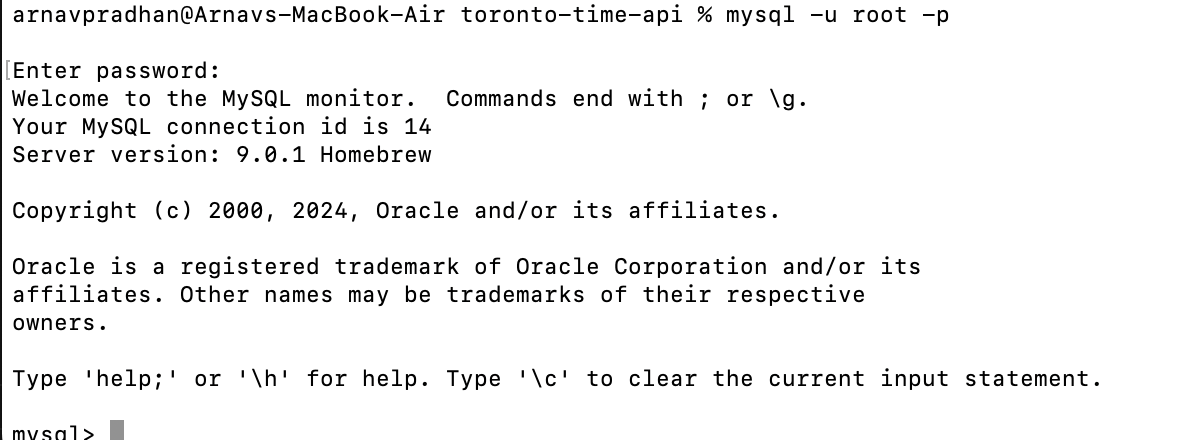 arnavpradhan@Arnavs-MacBook-Air toronto-time-api % mysql -u root -p
[Enter password:
Welcome to the MySQL monitor.  Commands end with ; or \g.
Your MySQL connection id is 14
Server version: 9.0.1 Homebrew
Copyright (c) 2000, 2024, Oracle and/or its affiliates.
Oracle is a registered trademark of Oracle Corporation and/or its
affiliates. Other names may be trademarks of their respective
owners.
Type 'help;' or '\h' for help. Type '\c' to clear the current input statement.
mysql>